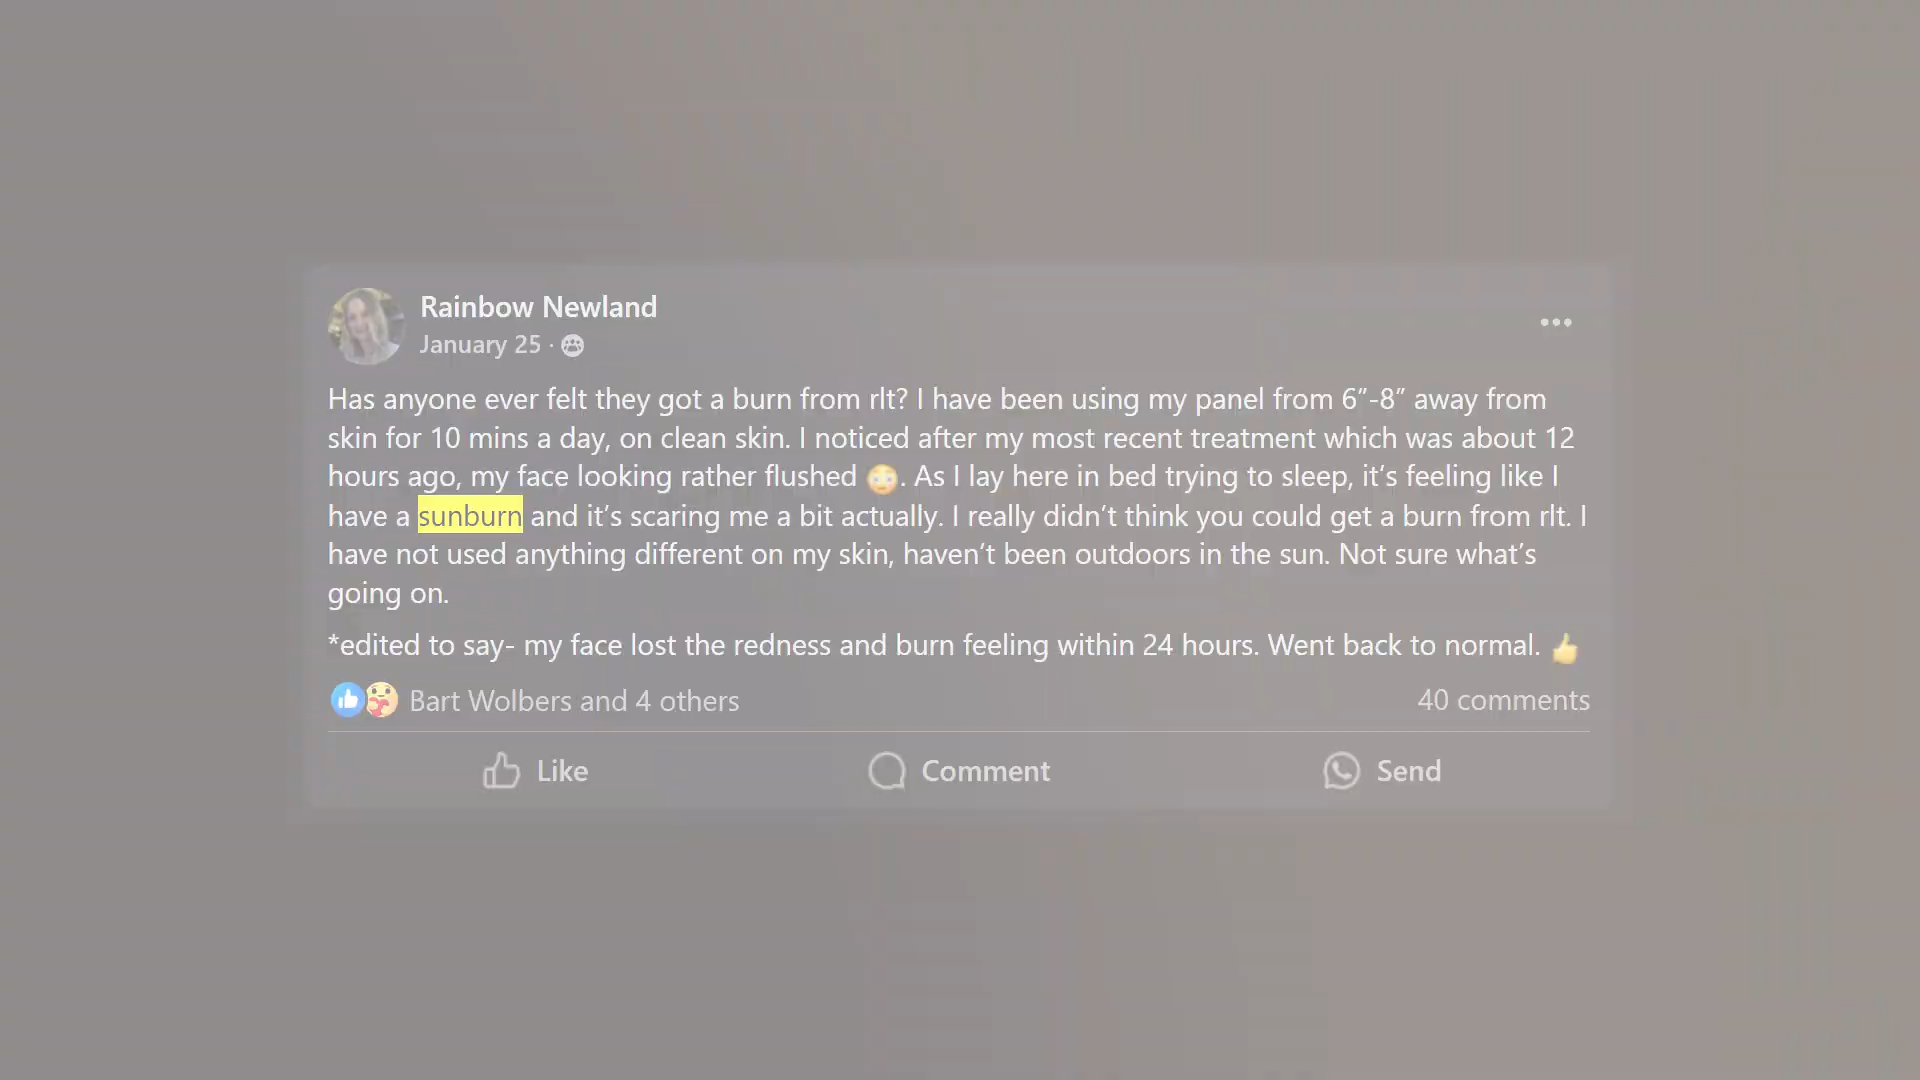 Rainbow Newland
January 25 ·
Has anyone ever felt they got a burn from rlt? I have been using my panel from 6”-8” away from
skin for 10 mins a day, on clean skin. I noticed after my most recent treatment which was about 12
hours ago, my face looking rather flushed 😳. As I lay here in bed trying to sleep, it’s feeling like I
have a sunburn and it’s scaring me a bit actually. I really didn’t think you could get a burn from rlt. I
have not used anything different on my skin, haven’t been outdoors in the sun. Not sure what’s
going on.
*edited to say- my face lost the redness and burn feeling within 24 hours. Went back to normal. 👍
Bart Wolbers and 4 others
40 comments
Like
Comment
Send